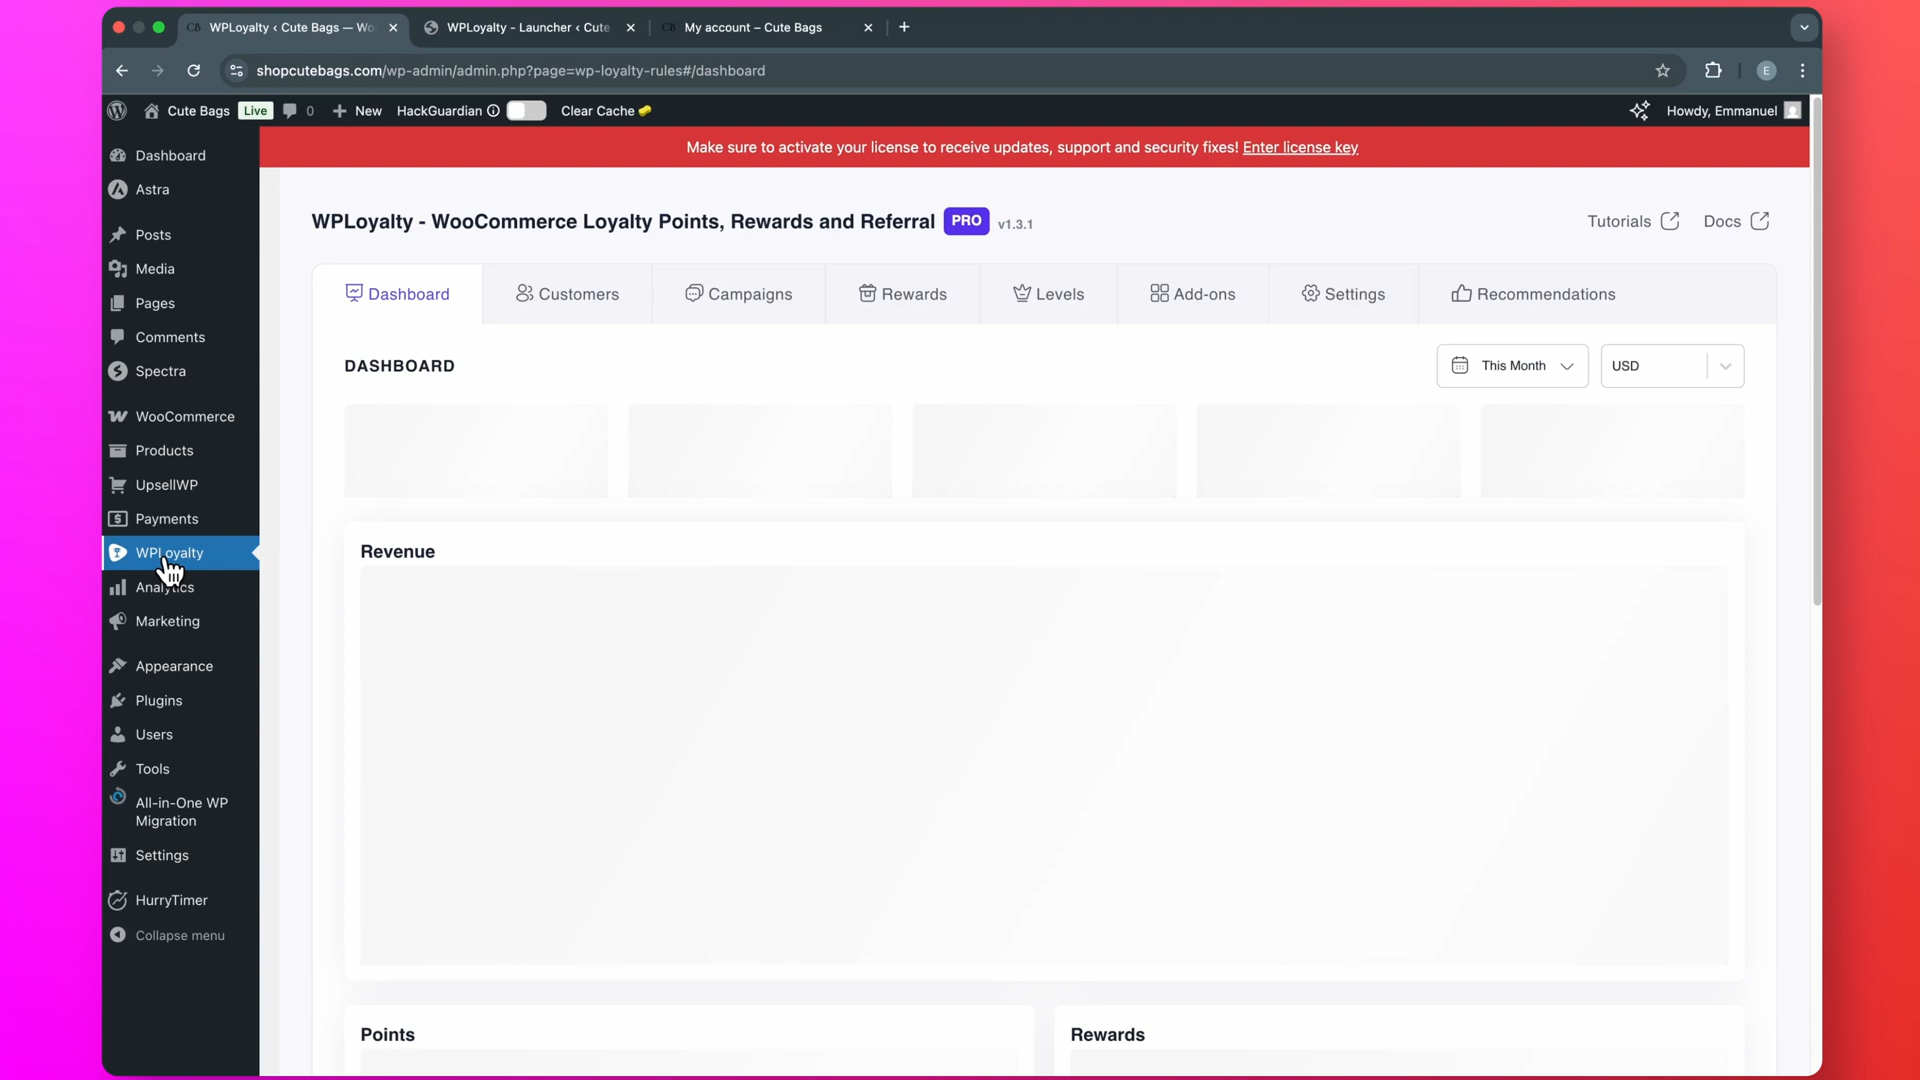 WPLoyalty ‹ Cute Bags — Wo
WPLoyalty - Launcher ‹ Cute
CB
My account – Cute Bags
shopcutebags.com/wp-admin/admin.php?page=wp-loyalty-rules#/dashboard
E
Cute Bags
Live
0
New
HackGuardian
Clear Cache
Howdy, Emmanuel
Make sure to activate your license to receive updates, support and security fixes! Enter license key
Dashboard
Astra
Posts
Media
Pages
Comments
Spectra
WooCommerce
Products
UpsellWP
Payments
WPLoyalty
Analytics
Marketing
Appearance
Plugins
Users
Tools
All-in-One WP
Migration
Settings
HurryTimer
Collapse menu
WPLoyalty - WooCommerce Loyalty Points, Rewards and Referral PRO v1.3.1
Tutorials
Docs
Dashboard
Customers
Campaigns
Rewards
Levels
Add-ons
Settings
Recommendations
DASHBOARD
This Month
USD
Revenue
Points
Rewards